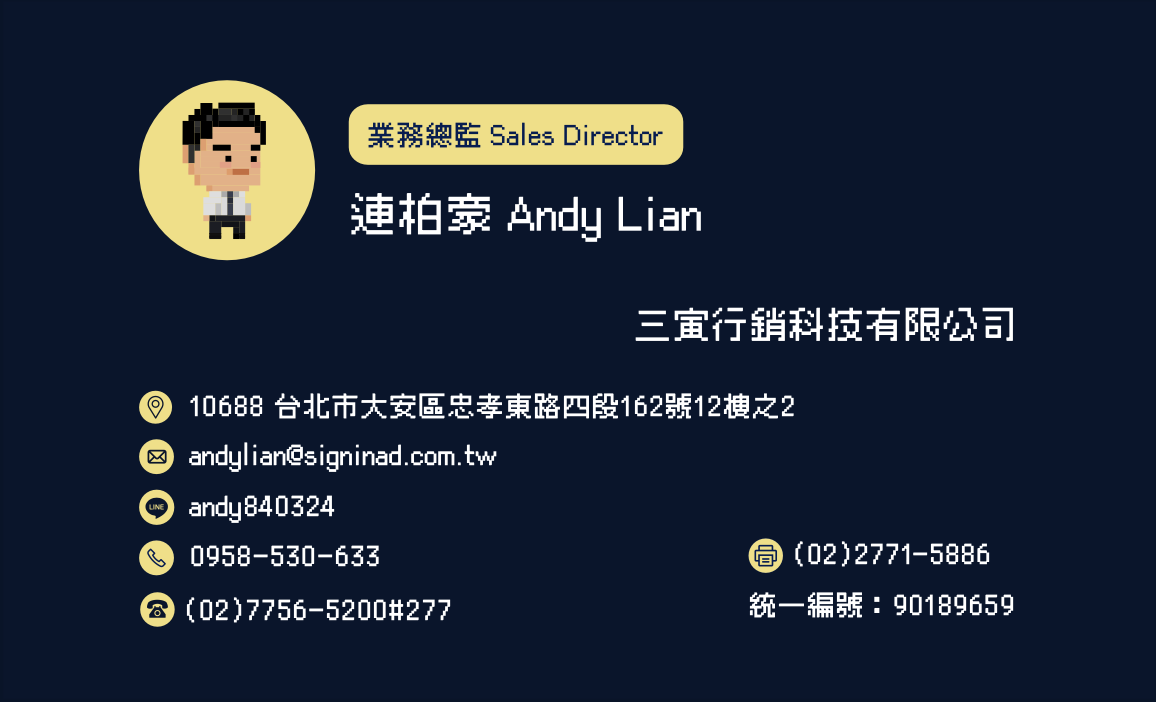 業務總監 Sales Director
連柏豪 Andy Lian
三寅行銷科技有限公司
10688 台北市大安區忠孝東路四段162號12樓之2
andylian@signinad.com.tw
LINE
andy840324
0958-530-633
(02)2771-5886
(02)7756-5200#277
統一編號：90189659